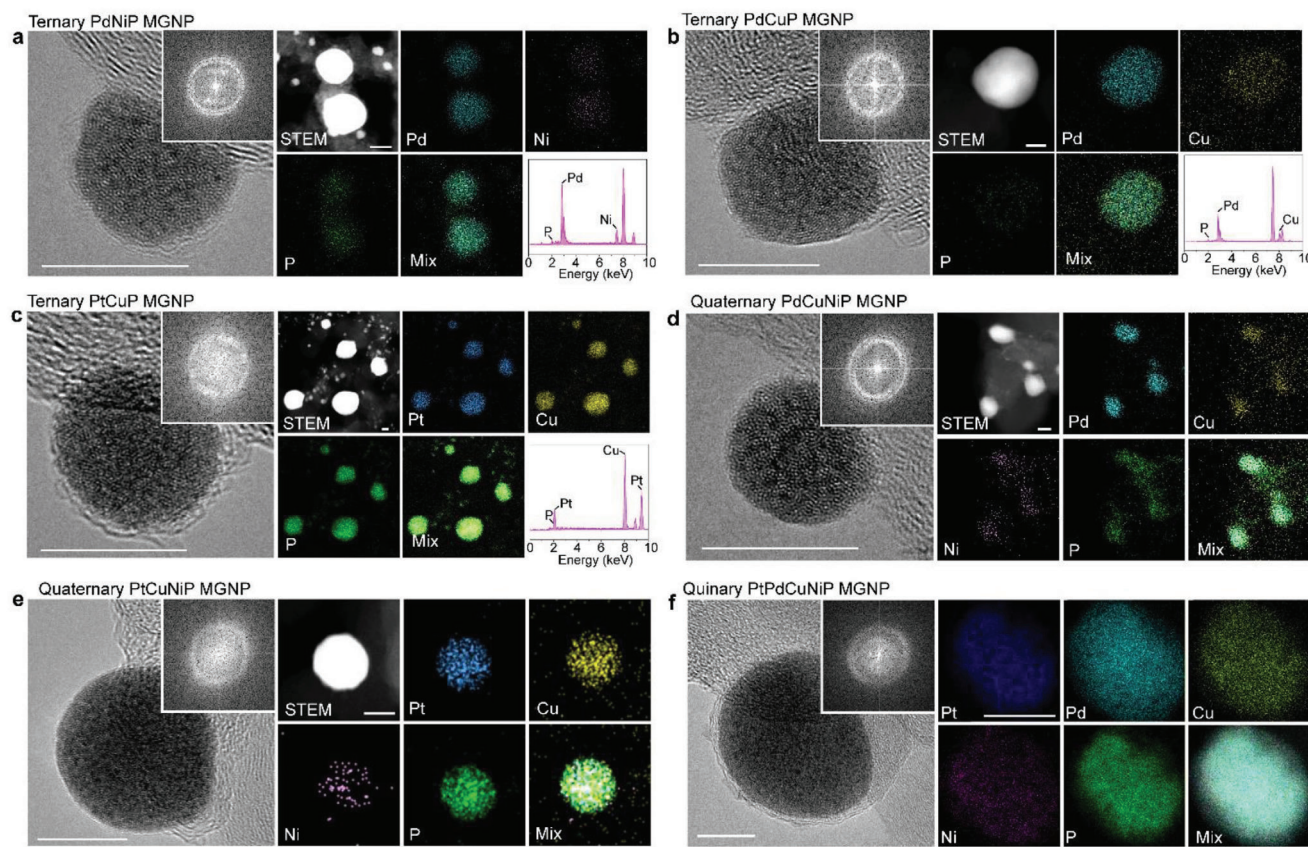 Ternary PdNiP MGNP
a
STEM
Pd
Ni
P
Mix
P
Pd
Ni
0 2 4 6 8 10
Energy (keV)
Ternary PdCuP MGNP
b
STEM
Pd
Cu
P
Mix
P
Pd
Cu
0 2 4 6 8 10
Energy (keV)
Ternary PtCuP MGNP
c
STEM
Pt
Cu
P
Mix
P
Pt
Cu
Pt
0 2 4 6 8 10
Energy (keV)
Quaternary PdCuNiP MGNP
d
STEM
Pd
Cu
Ni
P
Mix
Quaternary PtCuNiP MGNP
e
STEM
Pt
Cu
Ni
P
Mix
Quinary PtPdCuNiP MGNP
f
Pt
Pd
Cu
Ni
P
Mix